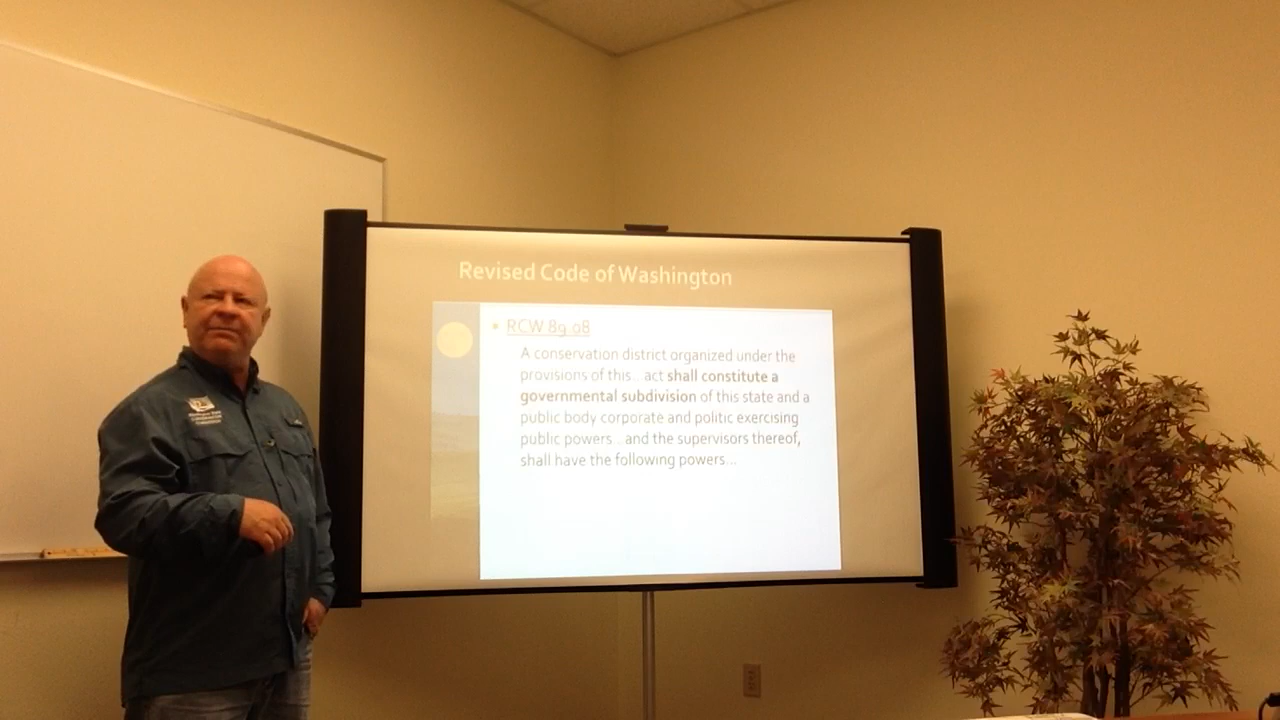 Revised Code of Washington
RCW 89.08
A conservation district organized under the
provisions of this.. act shall constitute a
governmental subdivision of this state and a
public body corporate and politic exercising
public powers .. and the supervisors thereof,
shall have the following powers...